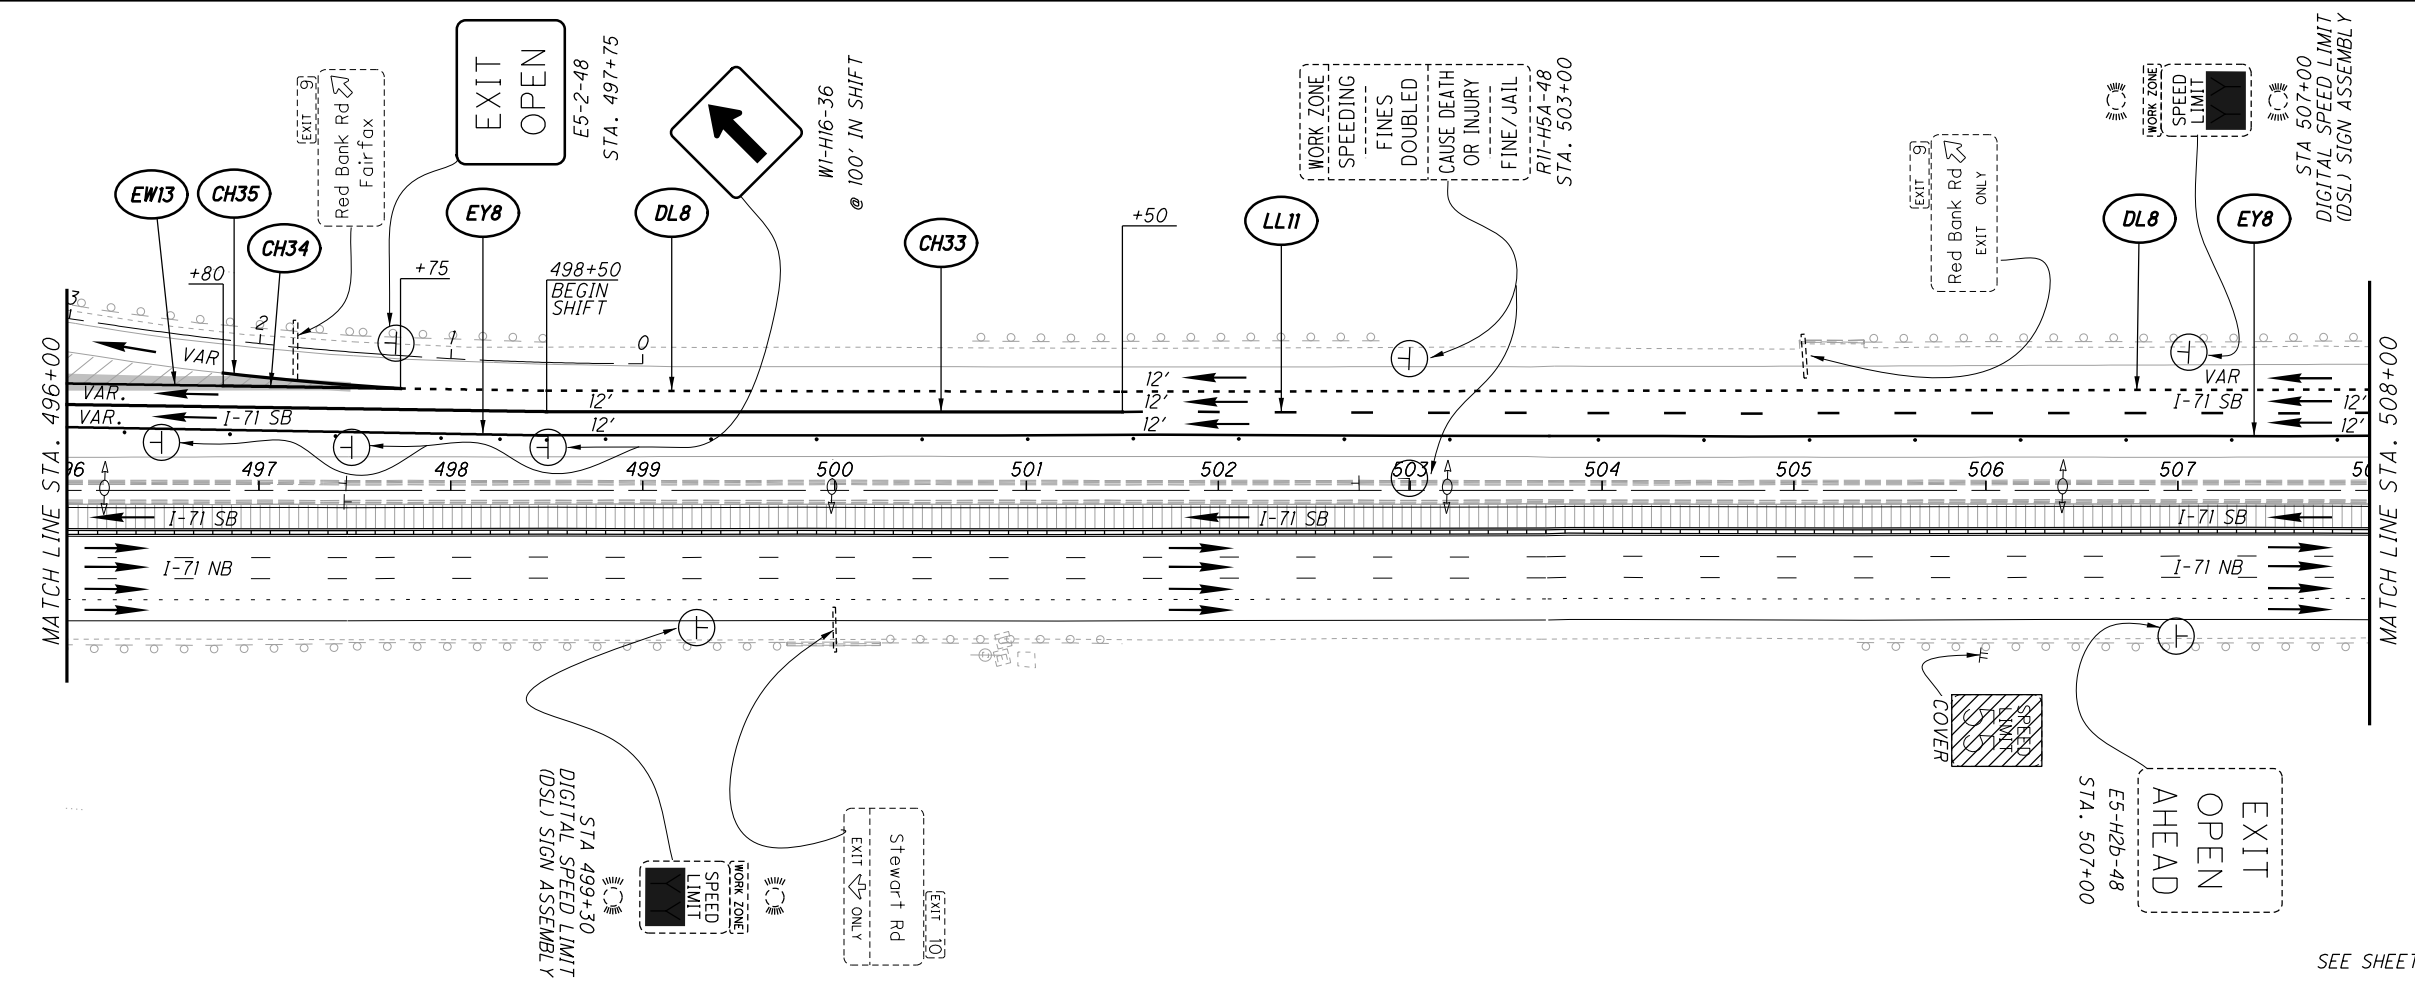 EXIT
OPEN
E5-2-48
STA. 497+75
EXIT 9
Red Bank Rd
Fairfax
W1-H16-36
@ 100' IN SHIFT
WORK ZONE
SPEEDING
FINES
DOUBLED
CAUSE DEATH
OR INJURY
FINE/JAIL
R11-H5A-48
STA. 503+00
EXIT 9
Red Bank Rd
EXIT ONLY
WORK ZONE
SPEED
LIMIT
YY
STA 507+00
DIGITAL SPEED LIMIT
(DSL) SIGN ASSEMBLY
EW13
CH35
CH34
EY8
DL8
CH33
LL11
DL8
EY8
+80
+75
498+50
BEGIN
SHIFT
+50
3
2
1
0
VAR
VAR.
VAR.
I-71 SB
12'
12'
12'
12'
12'
VAR
I-71 SB
12'
12'
96
497
498
499
500
501
502
503
504
505
506
507
50
I-71 SB
I-71 SB
I-71 SB
I-71 NB
I-71 NB
MATCH LINE STA. 496+00
MATCH LINE STA. 508+00
STA 499+30
DIGITAL SPEED LIMIT
(DSL) SIGN ASSEMBLY
WORK ZONE
SPEED
LIMIT
YY
EXIT 10
Stewart Rd
EXIT ONLY
COVER
SPEED
LIMIT
55
EXIT
OPEN
AHEAD
E5-H2b-48
STA. 507+00
SEE SHEET